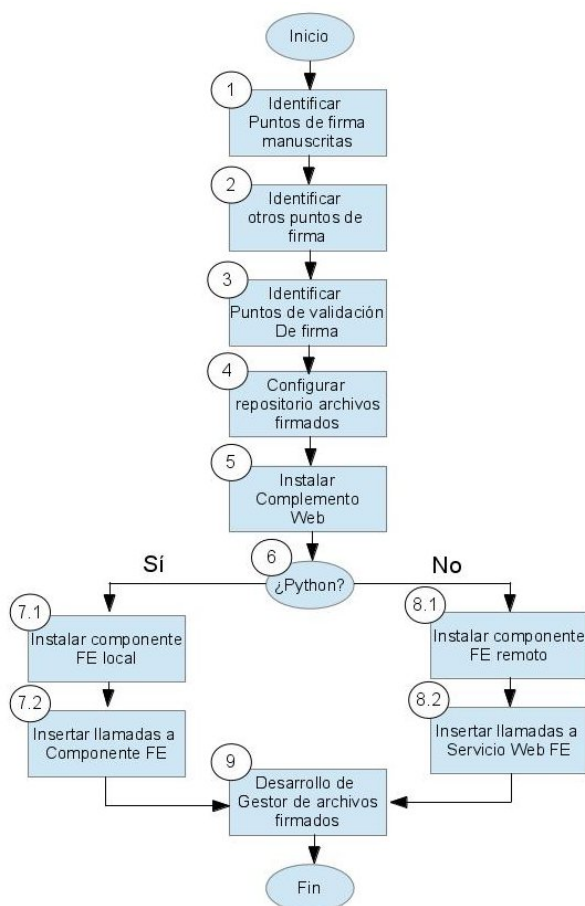 Inicio
1
Identificar
Puntos de firma
manuscritas
2
Identificar
otros puntos de
firma
3
Identificar
Puntos de validación
De firma
4
Configurar
repositorio archivos
firmados
5
Instalar
Complemento
Web
6
¿Python?
Sí
No
7.1
Instalar componente
FE local
7.2
Insertar llamadas a
Componente FE
8.1
Instalar componente
FE remoto
8.2
Insertar llamadas a
Servicio Web FE
9
Desarrollo de
Gestor de archivos
firmados
Fin